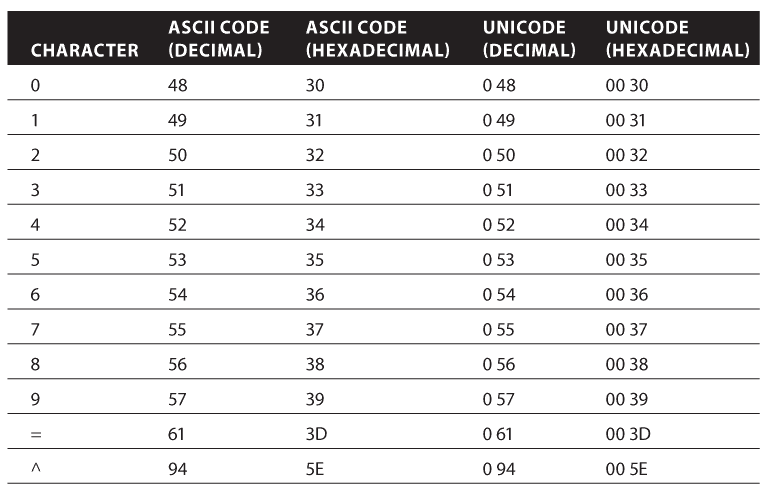 CHARACTER ASCII CODE (DECIMAL) ASCII CODE (HEXADECIMAL) UNICODE (DECIMAL) UNICODE (HEXADECIMAL)
0 48 30 0 48 00 30
1 49 31 0 49 00 31
2 50 32 0 50 00 32
3 51 33 0 51 00 33
4 52 34 0 52 00 34
5 53 35 0 53 00 35
6 54 36 0 54 00 36
7 55 37 0 55 00 37
8 56 38 0 56 00 38
9 57 39 0 57 00 39
= 61 3D 0 61 00 3D
^ 94 5E 0 94 00 5E